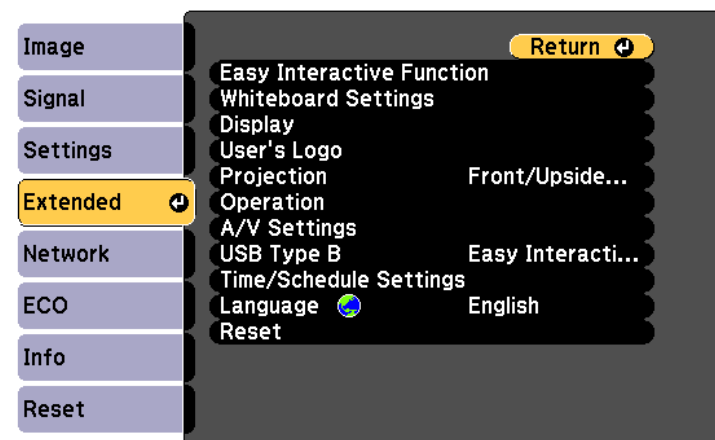 Image
Signal
Settings
Extended
Network
ECO
Info
Reset
Return
Easy Interactive Function
Whiteboard Settings
Display
User's Logo
Projection Front/Upside...
Operation
A/V Settings
USB Type B Easy Interacti...
Time/Schedule Settings
Language English
Reset